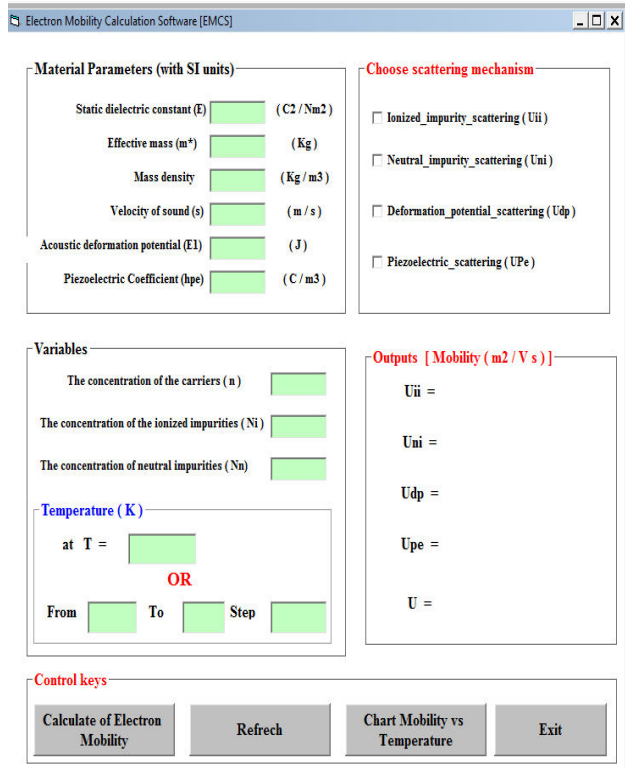 Electron Mobility Calculation Software [EMCS]
Material Parameters (with SI units)
Static dielectric constant (E) ( C2 / Nm2 )
Effective mass (m*) ( Kg )
Mass density ( Kg / m3 )
Velocity of sound (s) ( m / s )
Acoustic deformation potential (E1) ( J )
Piezoelectric Coefficient (hpe) ( C / m3 )
Choose scattering mechanism
Ionized_impurity_scattering ( Uii )
Neutral_impurity_scattering ( Uni )
Deformation_potential_scattering ( Udp )
Piezoelectric_scattering ( UPe )
Variables
The concentration of the carriers ( n )
The concentration of the ionized impurities ( Ni )
The concentration of neutral impurities ( Nn)
Temperature ( K )
at T =
OR
From To Step
Outputs [ Mobility ( m2 / V s ) ]
Uii =
Uni =
Udp =
Upe =
U =
Control keys
Calculate of Electron
Mobility
Refrech
Chart Mobility vs
Temperature
Exit